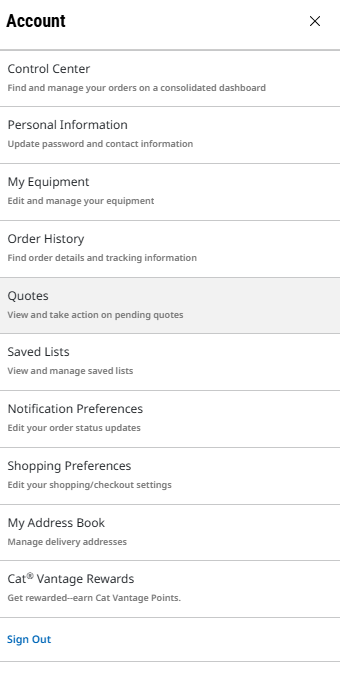 Account
Control Center
Find and manage your orders on a consolidated dashboard
Personal Information
Update password and contact information
My Equipment
Edit and manage your equipment
Order History
Find order details and tracking information
Quotes
View and take action on pending quotes
Saved Lists
View and manage saved lists
Notification Preferences
Edit your order status updates
Shopping Preferences
Edit your shopping/checkout settings
My Address Book
Manage delivery addresses
Cat® Vantage Rewards
Get rewarded--earn Cat Vantage Points.
Sign Out